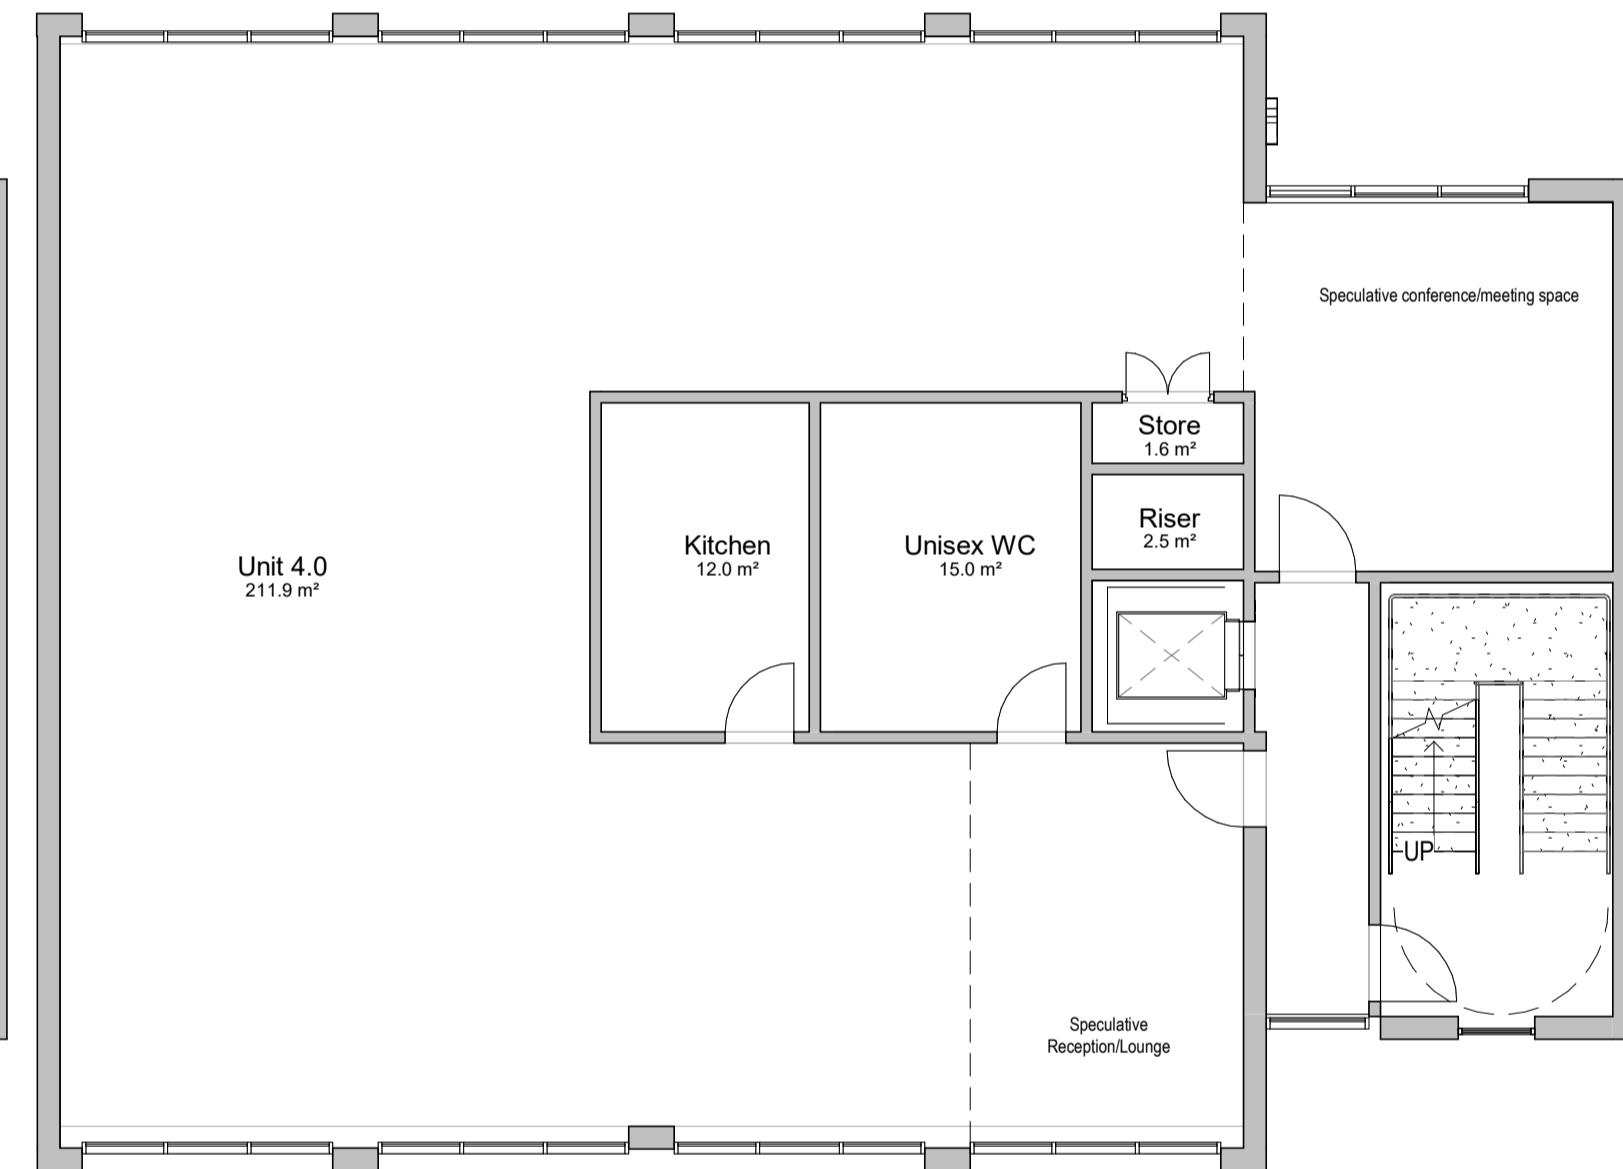 Speculative conference/meeting space
Store
1.6 m²
Riser
2.5 m²
Kitchen
12.0 m²
Unisex WC
15.0 m²
Unit 4.0
211.9 m²
UP
Speculative
Reception/Lounge